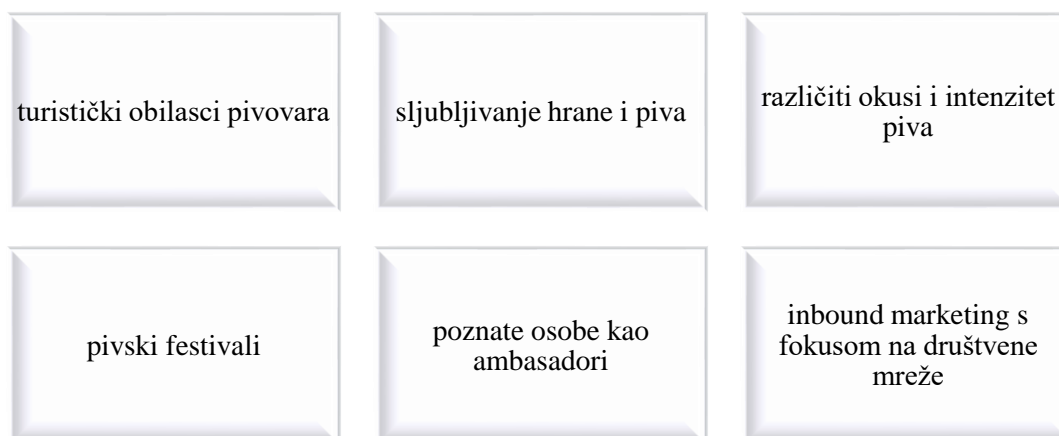 turistički obilasci pivovara
sljubljivanje hrane i piva
različiti okusi i intenzitet
piva
pivski festivali
poznate osobe kao
ambasadori
inbound marketing s
fokusom na društvene
mreže